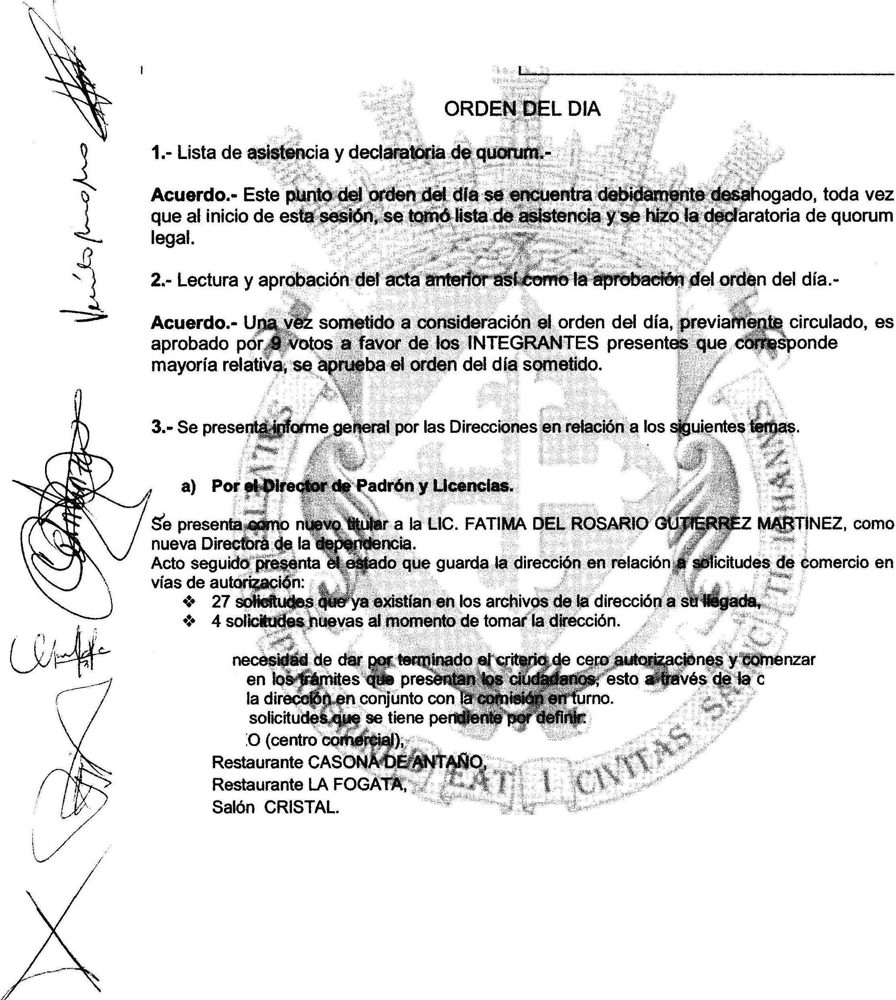 ORDEN DEL DIA
1.- Lista de asistencia y declaratoria de quorum.-
Acuerdo.- Este punto del orden del día se encuentra debidamente desahogado, toda vez
que al inicio de esta sesión, se tomó lista de asistencia y se hizo la declaratoria de quorum
legal.
2.- Lectura y aprobación del acta anterior así como la aprobación del orden del día.-
Acuerdo.- Una vez sometido a consideración el orden del día, previamente circulado, es
aprobado por 9 votos a favor de los INTEGRANTES presentes que corresponde
mayoría relativa, se aprueba el orden del día sometido.
3.- Se presenta informe general por las Direcciones en relación a los siguientes temas.
a) Por el Director de Padrón y Licencias.
Se presenta como nuevo titular a la LIC. FATIMA DEL ROSARIO GUTIERREZ MARTINEZ, como
nueva Directora de la dependencia.
Acto seguido presenta el estado que guarda la dirección en relación a solicitudes de comercio en
vías de autorización:
❖ 27 solicitudes que ya existían en los archivos de la dirección a su llegada,
❖ 4 solicitudes nuevas al momento de tomar la dirección.
necesidad de dar por terminado el criterio de cero autorizaciones y comenzar
en los trámites que presentan los ciudadanos, esto a través de la c
la dirección en conjunto con la comisión en turno.
solicitudes que se tiene pendiente por definir:
O (centro comercial),
Restaurante CASONA DE ANTAÑO,
Restaurante LA FOGATA,
Salón CRISTAL.
EAT
CIVITAS